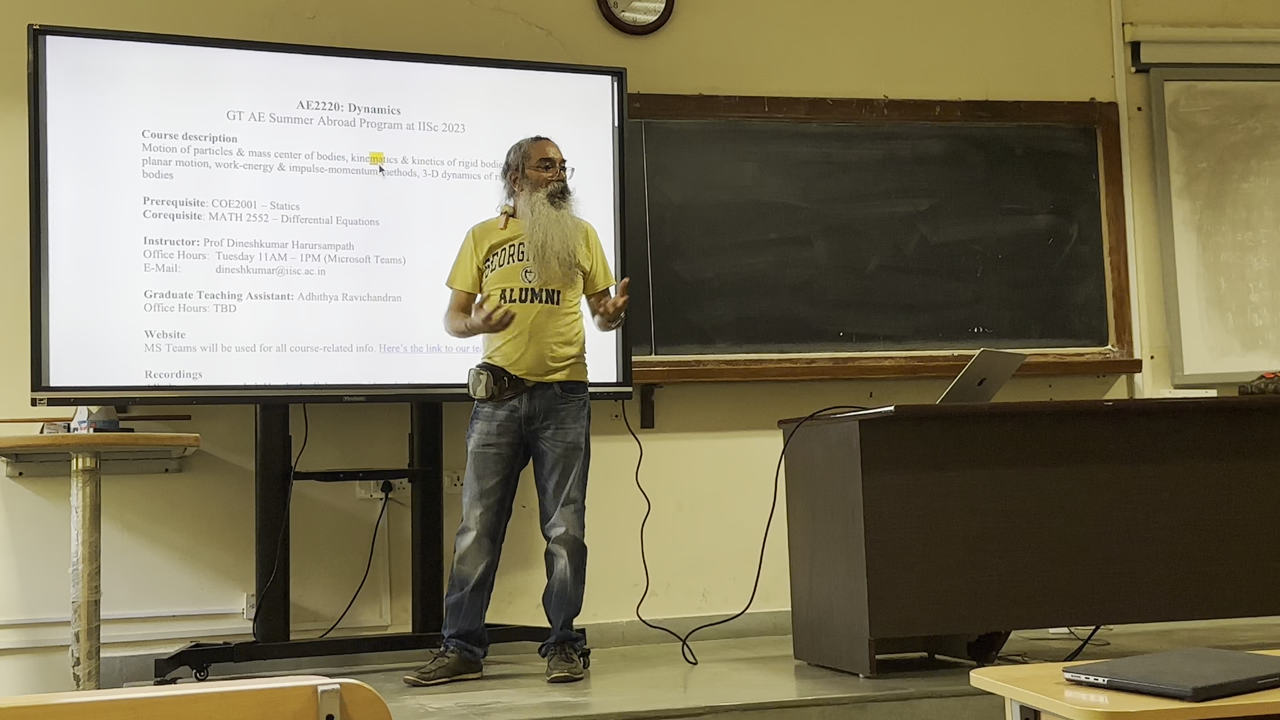 AE2220: Dynamics
GT AE Summer Abroad Program at IISc 2023
Course description
Motion of particles & mass center of bodies, kinematics & kinetics of rigid
planar motion, work-energy & impulse-momentum methods, 3-D dynamics of
bodies
Prerequisite: COE2001 – Statics
Corequisite: MATH 2552 – Differential Equations
Instructor: Prof Dineshkumar Harursampath
Office Hours: Tuesday 11AM – 1PM (Microsoft Teams)
E-Mail: dineshkumar@iisc.ac.in
Graduate Teaching Assistant: Adhithya Ravichandran
Office Hours: TBD
Website
MS Teams will be used for all course-related info. Here's the link to our
Recordings
ALUMNI